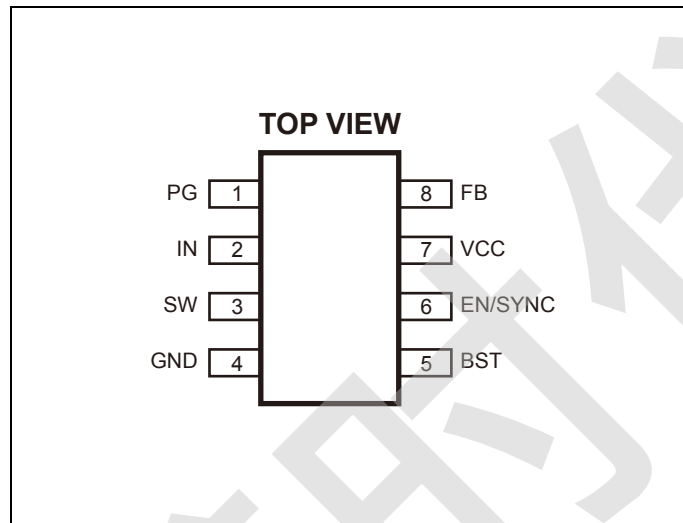 TOP VIEW
PG 1 8 FB
IN 2 7 VCC
SW 3 6 EN/SYNC
GND 4 5 BST
时